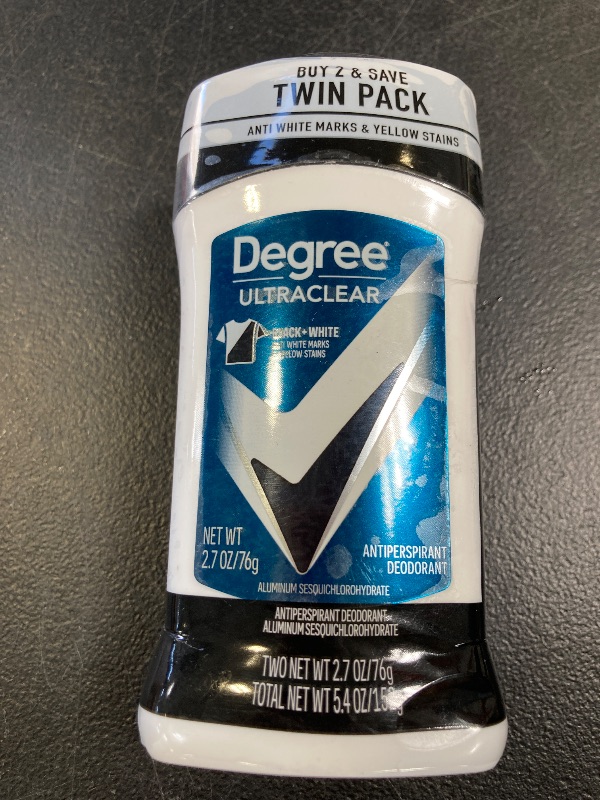 BUY 2 & SAVE
TWIN PACK
ANTI WHITE MARKS & YELLOW STAINS
Degree®
ULTRACLEAR
BLACK+WHITE
WHITE MARKS
STAINS
NET WT
2.7 OZ/76g
ANTIPERSPIRANT
DEODORANT
ALUMINUM SESQUICHLOROHYDRATE
ANTIPERSPIRANT DEODORANT
ALUMINUM SESQUICHLOROHYDRATE
TWO NET WT 2.7 OZ/76g
TOTAL NET WT 5.4 OZ/